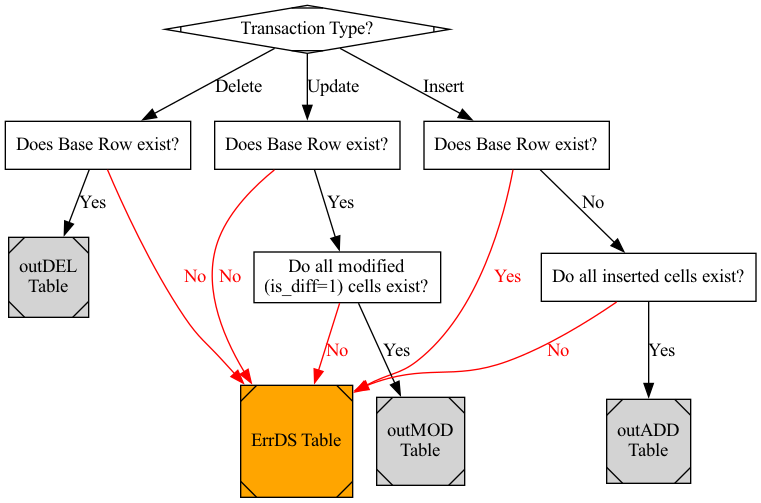 Transaction Type?
Delete
Update
Insert
Does Base Row exist?
Does Base Row exist?
Does Base Row exist?
Yes
Yes
No
outDEL
Table
No
No
Do all modified
(is_diff=1) cells exist?
Yes
Do all inserted cells exist?
No
Yes
No
Yes
ErrDS Table
outMOD
Table
outADD
Table